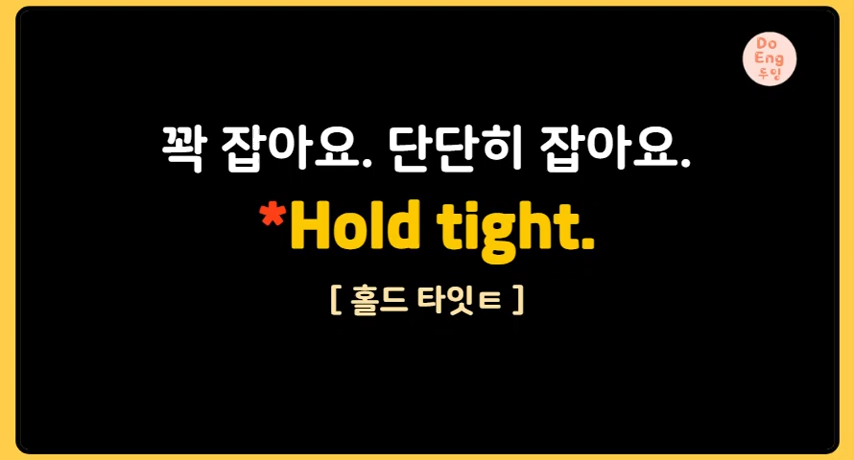 Do
Eng
두잉
꽉 잡아요. 단단히 잡아요.
*Hold tight.
[ 홀드 타잇ㅌ ]